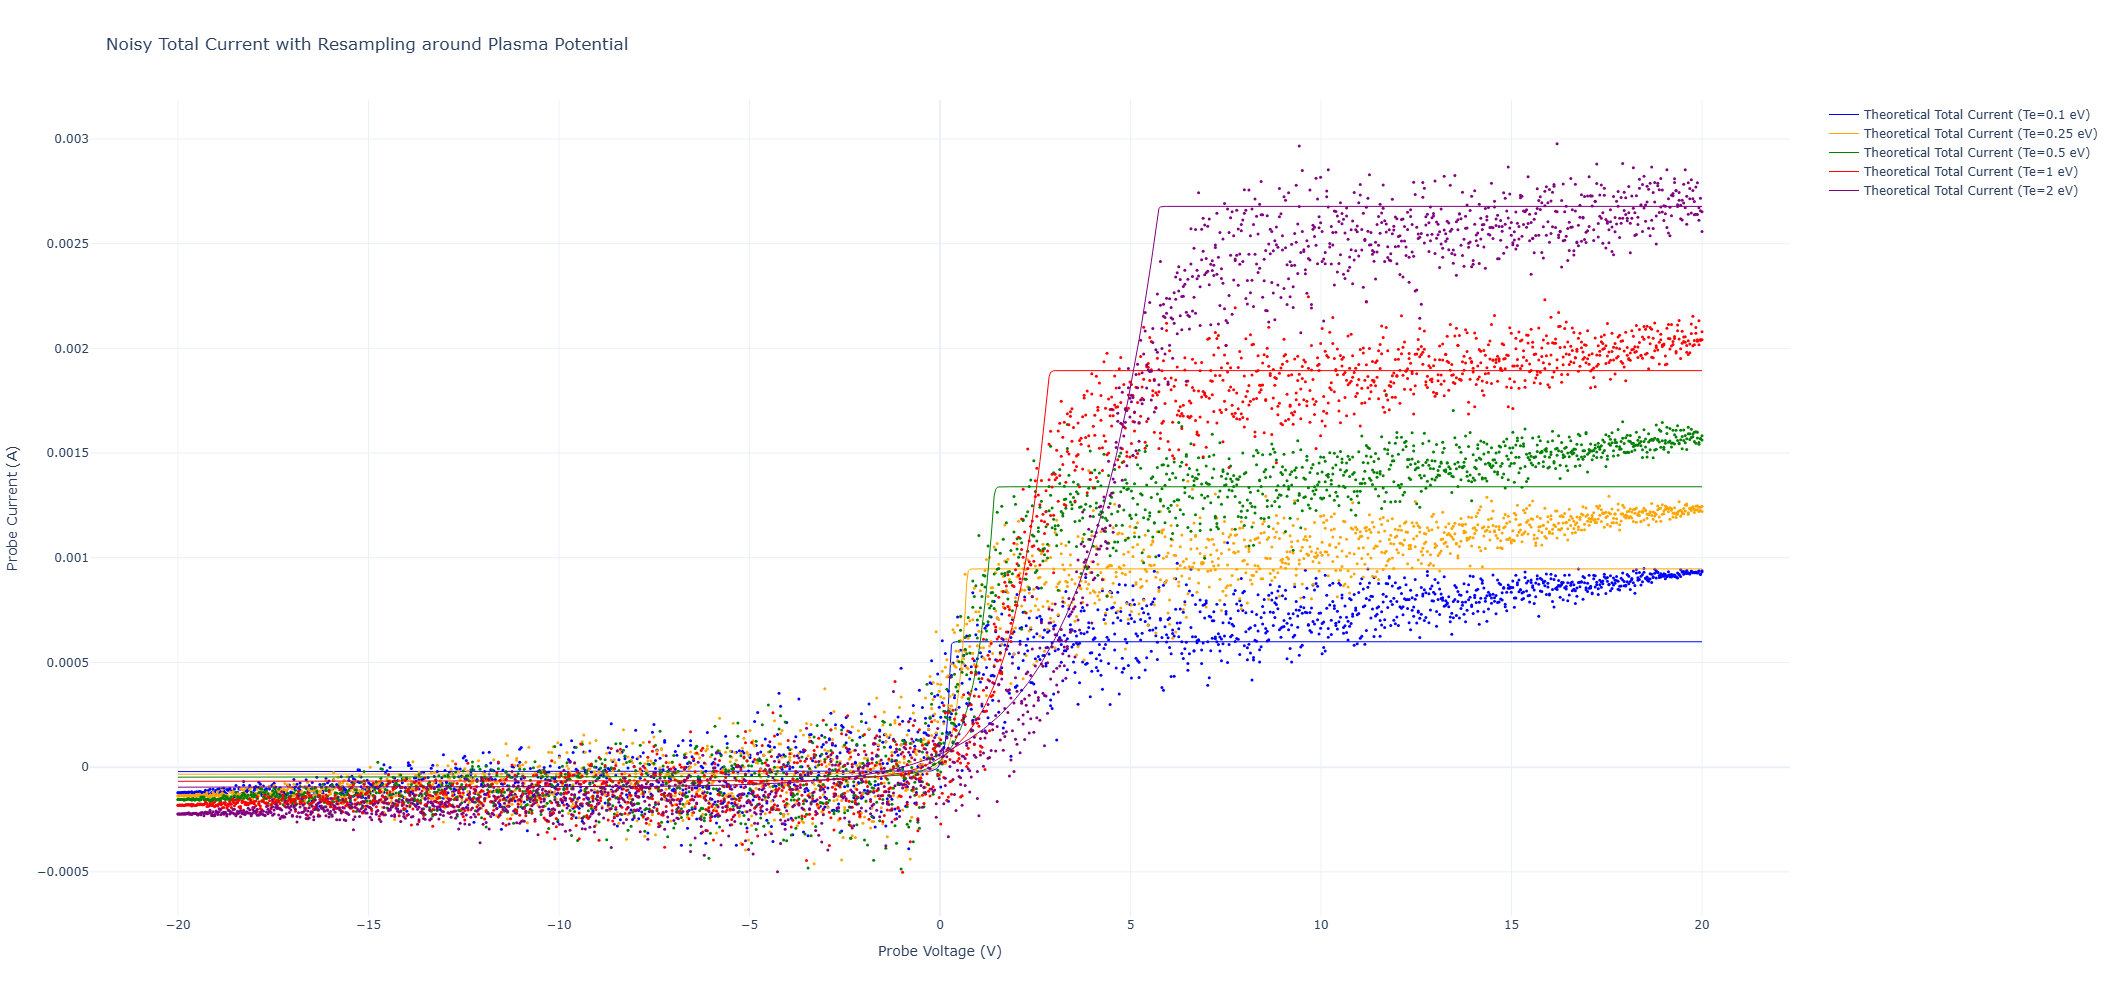 Noisy Total Current with Resampling around Plasma Potential
Theoretical Total Current (Te=0.1 eV)
Theoretical Total Current (Te=0.25 eV)
Theoretical Total Current (Te=0.5 eV)
Theoretical Total Current (Te=1 eV)
Theoretical Total Current (Te=2 eV)
Probe Current (A)
0.003
0.0025
0.002
0.0015
0.001
0.0005
0
−0.0005
−20
−15
−10
−5
0
5
10
15
20
Probe Voltage (V)